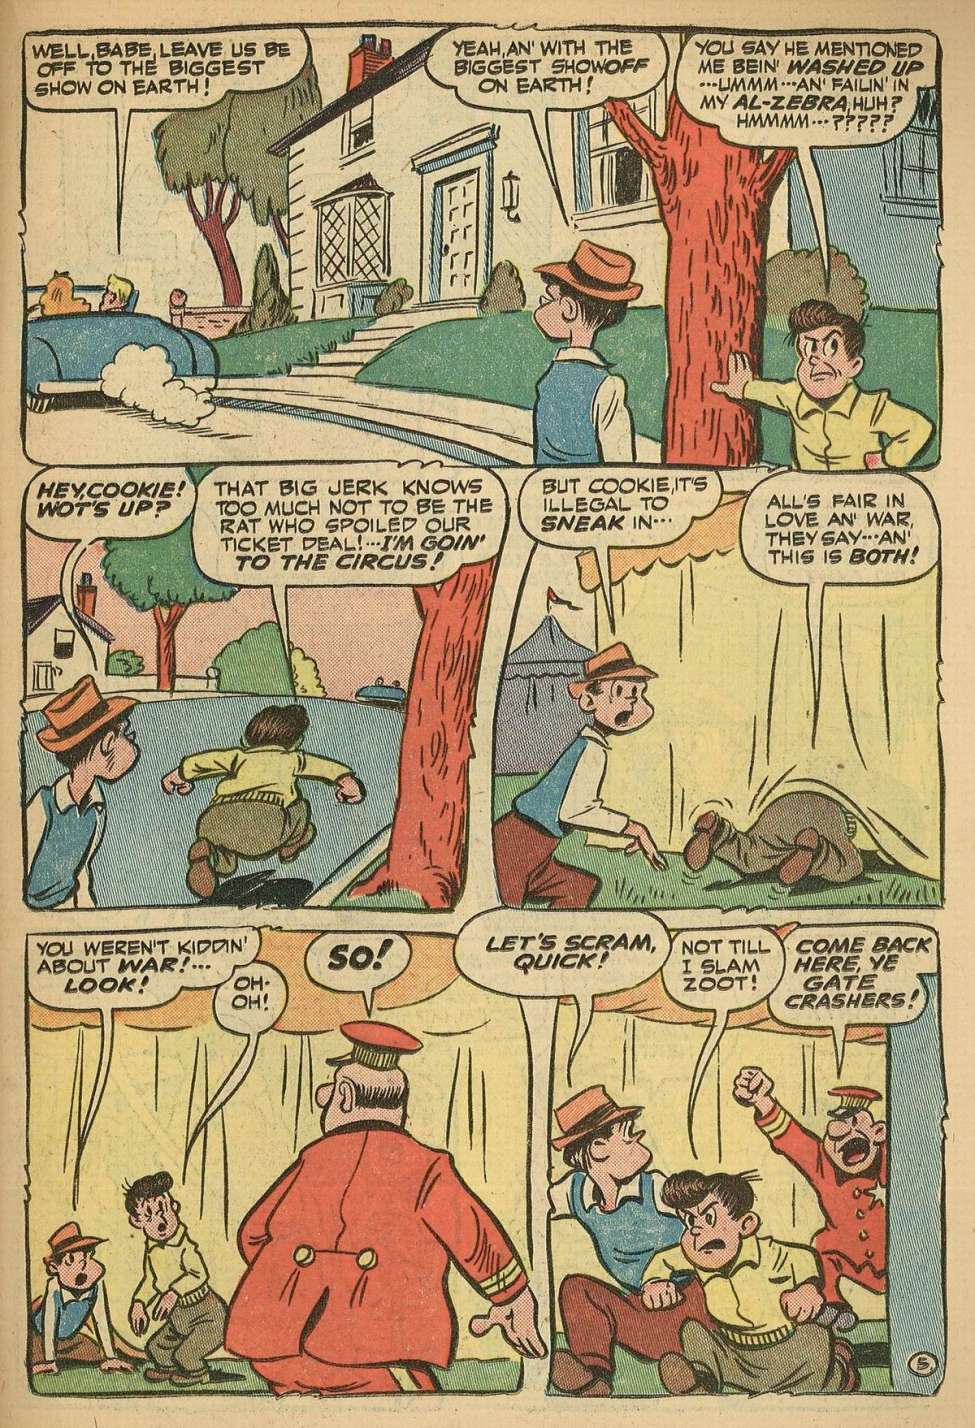 WELL, BABE, LEAVE US BE
OFF TO THE BIGGEST
SHOW ON EARTH!
YEAH, AN' WITH THE
BIGGEST SHOWOFF
ON EARTH!
YOU SAY HE MENTIONED
ME BEIN' WASHED UP
...UMMM...AN' FAILIN' IN
MY AL-ZEBRA, HUH?
HMMMM...?????
HEY, COOKIE!
WOT'S UP?
THAT BIG JERK KNOWS
TOO MUCH NOT TO BE THE
RAT WHO SPOILED OUR
TICKET DEAL!...I'M GOIN'
TO THE CIRCUS!
BUT COOKIE, IT'S
ILLEGAL TO
SNEAK IN...
ALL'S FAIR IN
LOVE AN' WAR,
THEY SAY...AN'
THIS IS BOTH!
YOU WEREN'T KIDDIN'
ABOUT WAR!...
LOOK!
OH-
OH!
SO!
LET'S SCRAM,
QUICK!
NOT TILL
I SLAM
ZOOT!
COME BACK
HERE, YE
GATE
CRASHERS!
5